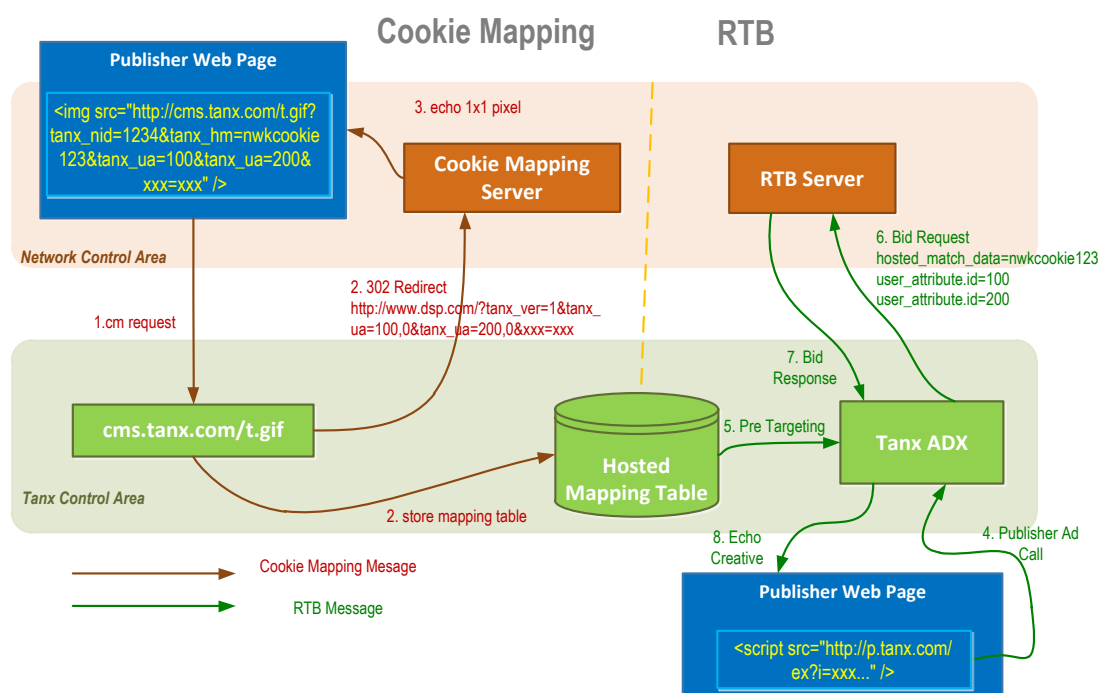 Cookie Mapping
RTB
Publisher Web Page
<img src="http://cms.tanx.com/t.gif?
tanx_nid=1234&tanx_hm=nwkcookie
123&tanx_ua=100&tanx_ua=200&
xxx=xxx" />
3. echo 1x1 pixel
Cookie Mapping
Server
RTB Server
Network Control Area
6. Bid Request
hosted_match_data=nwkcookie123
user_attribute.id=100
user_attribute.id=200
2. 302 Redirect
http://www.dsp.com/?tanx_ver=1&tanx_
ua=100,0&tanx_ua=200,0&xxx=xxx
1.cm request
7. Bid
Response
cms.tanx.com/t.gif
Hosted
Mapping Table
5. Pre Targeting
Tanx ADX
Tanx Control Area
2. store mapping table
8. Echo
Creative
4. Publisher Ad
Call
Cookie Mapping Mesage
RTB Message
Publisher Web Page
<script src="http://p.tanx.com/
ex?i=xxx..." />